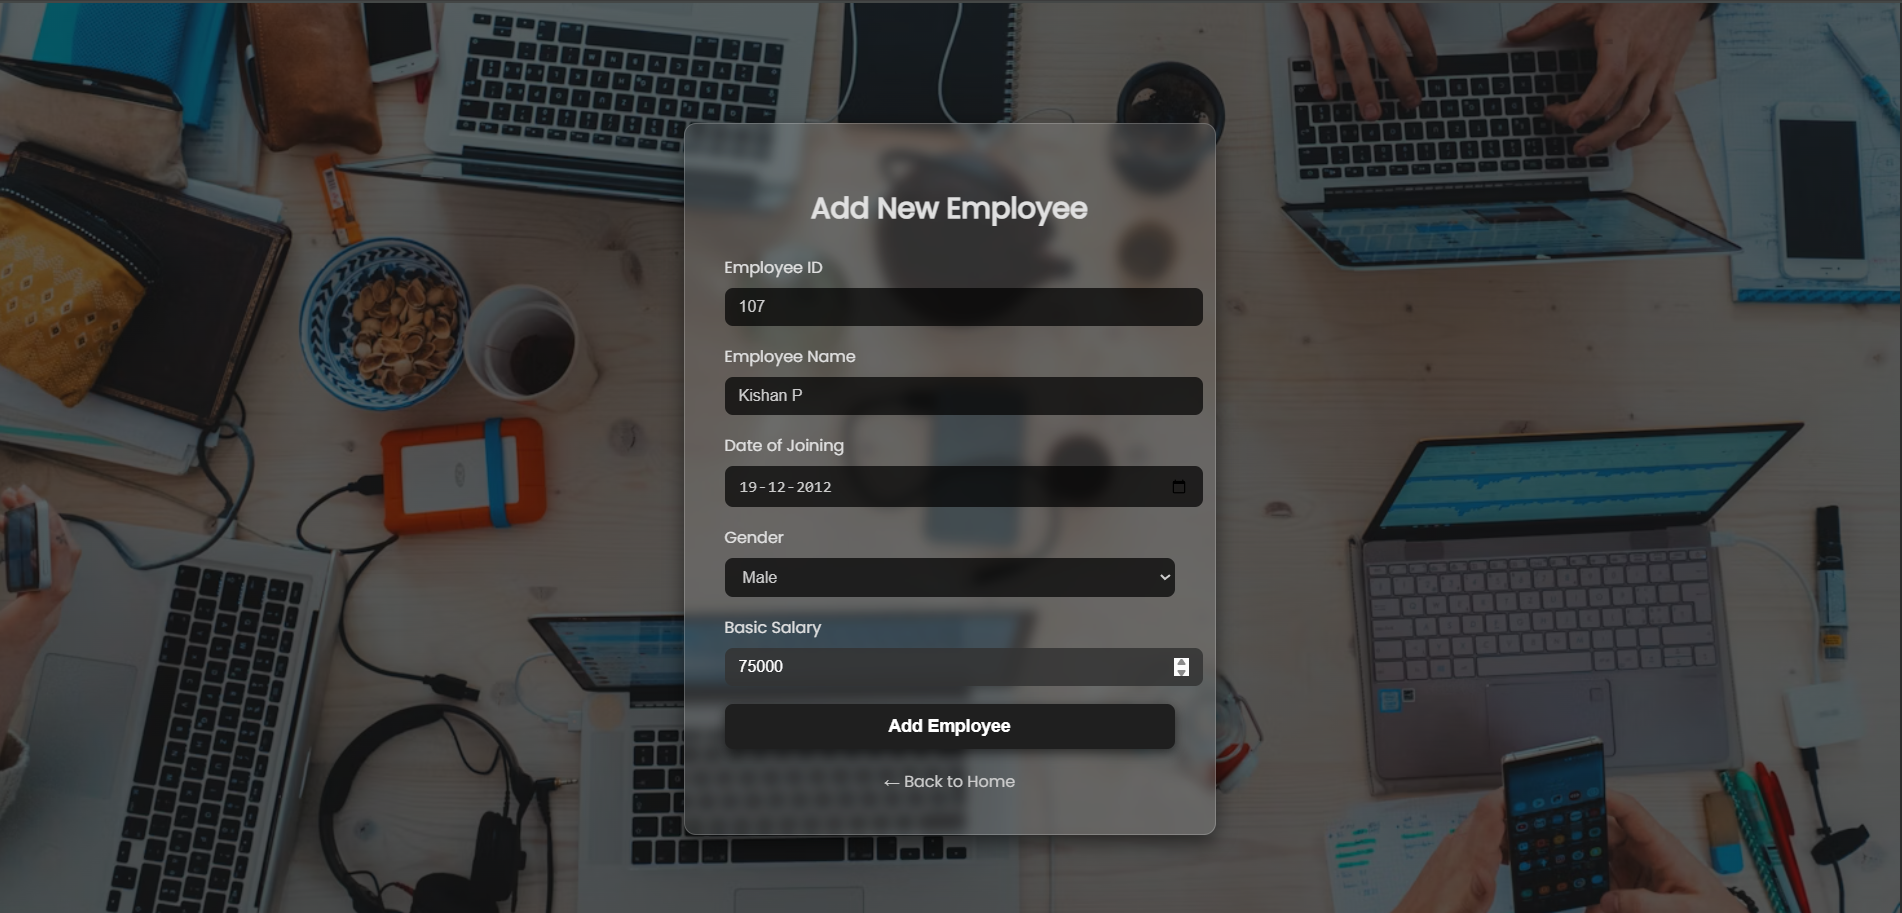 Add New Employee
Employee ID
107
Employee Name
Kishan P
Date of Joining
19-12-2012
Gender
Male
Basic Salary
75000
Add Employee
← Back to Home